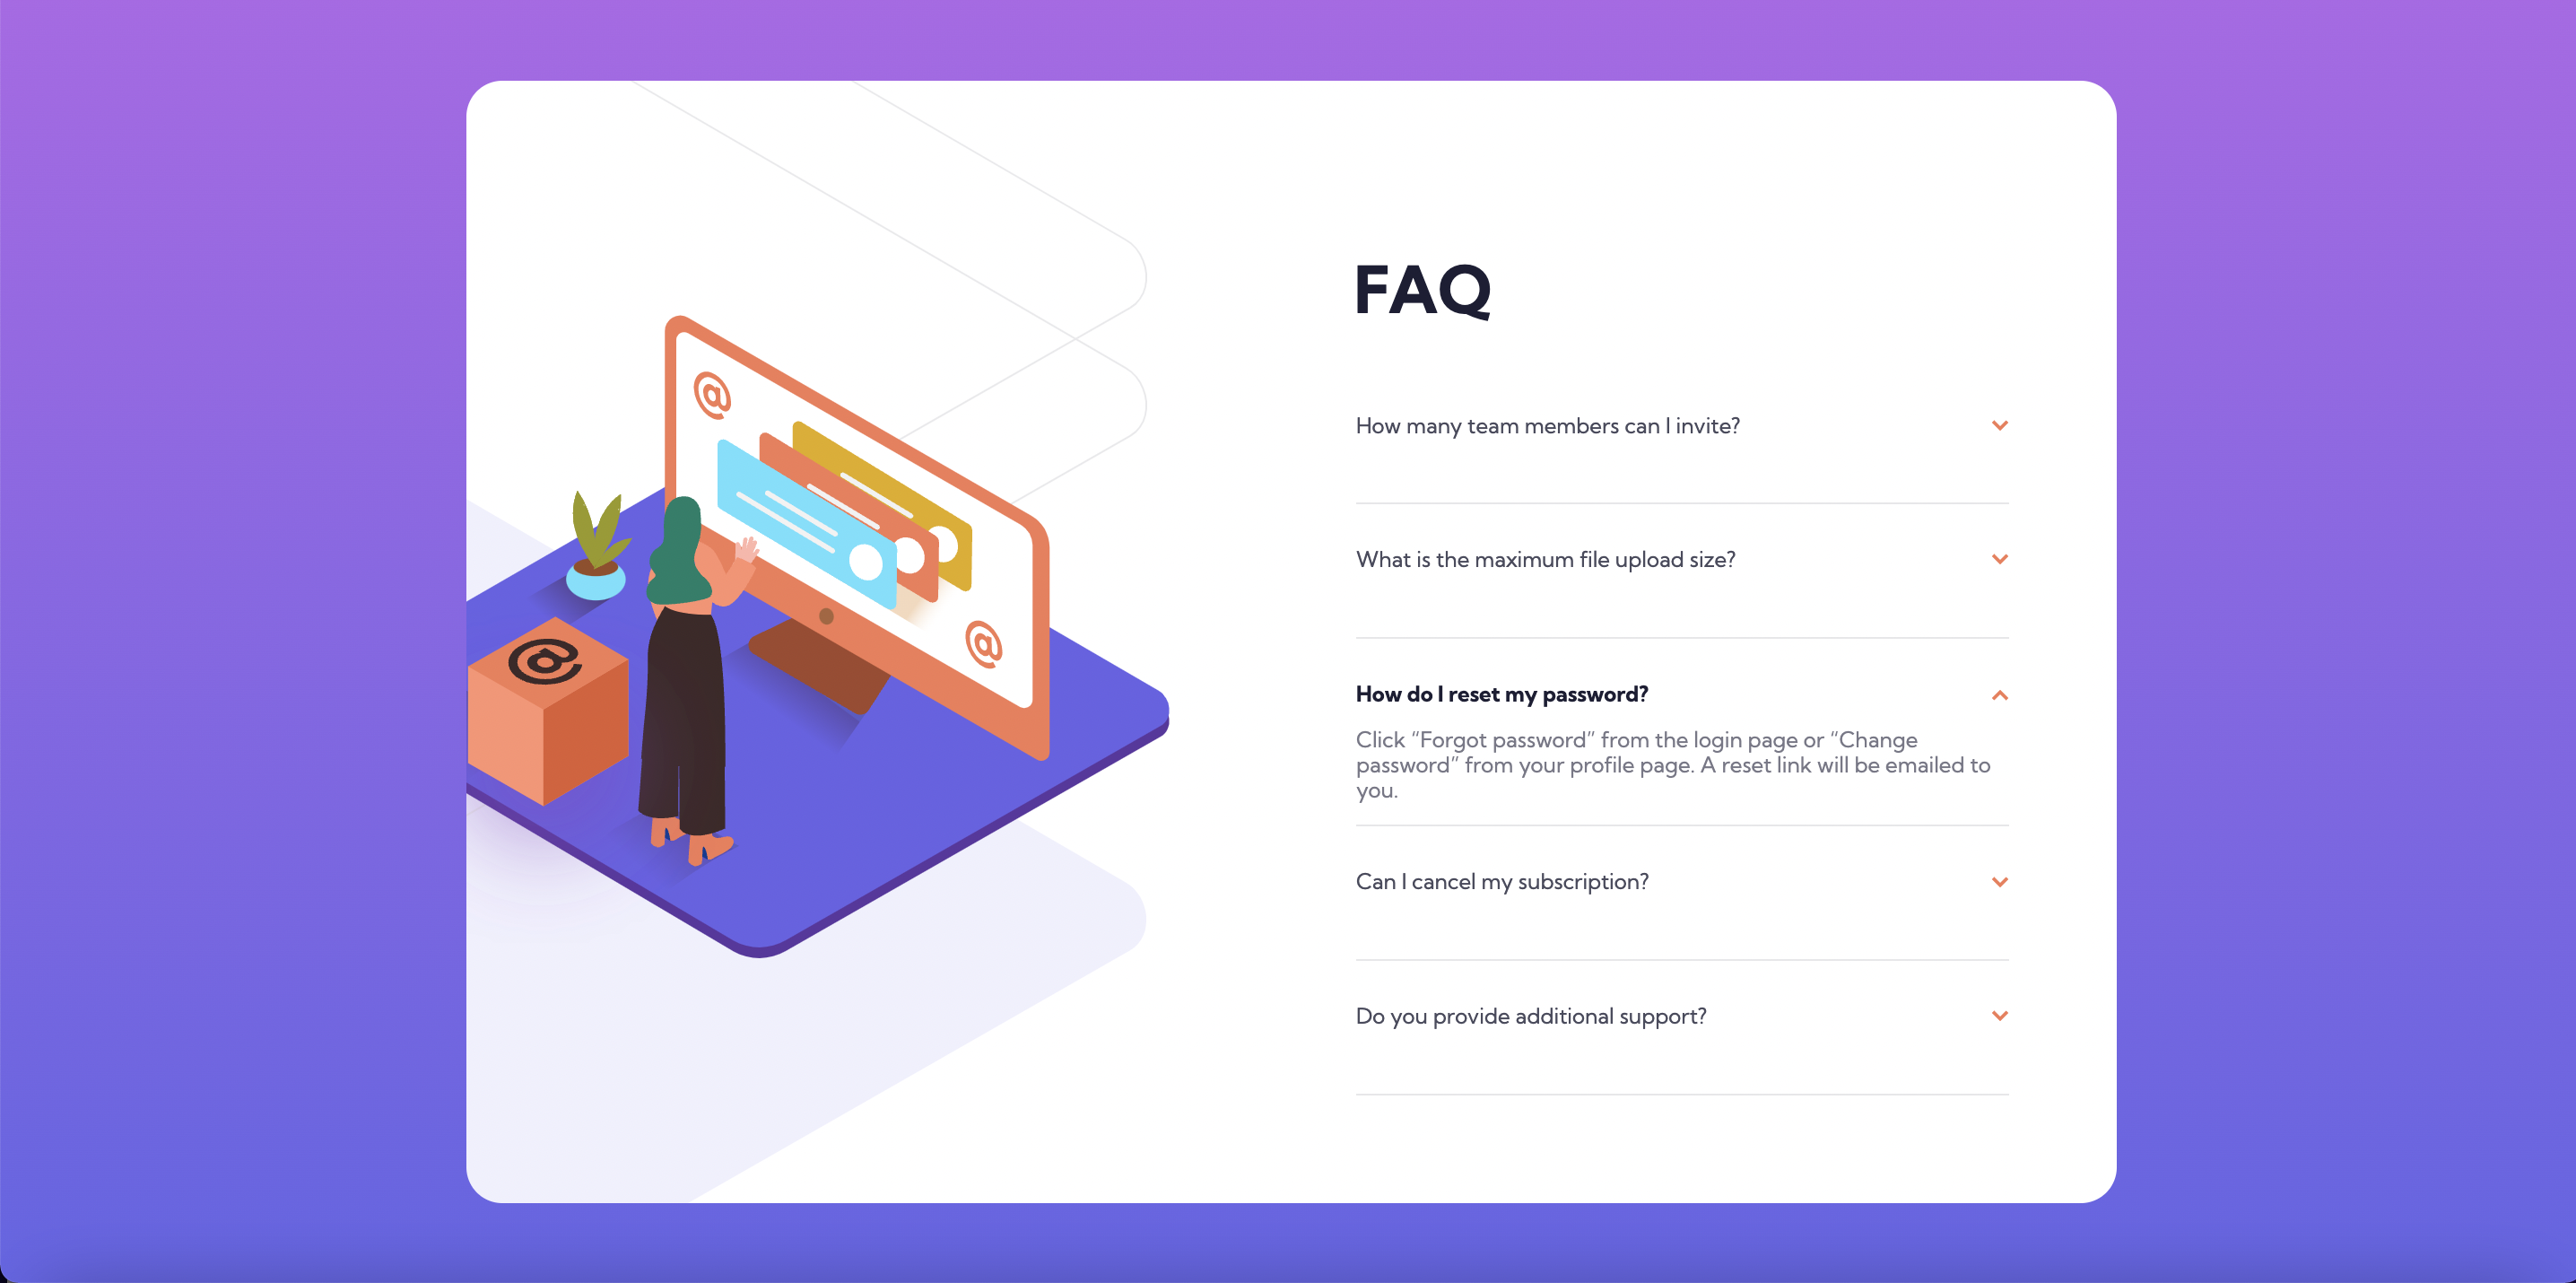 FAQ
How many team members can I invite?
What is the maximum file upload size?
How do I reset my password?
Click “Forgot password” from the login page or “Change
password” from your profile page. A reset link will be emailed to
you.
Can I cancel my subscription?
Do you provide additional support?
@
@
@